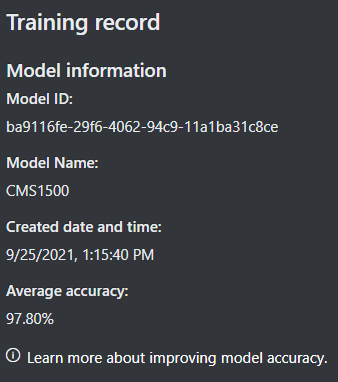 Training record
Model information
Model ID:
ba9116fe-29f6-4062-94c9-11a1ba31c8ce
Model Name:
CMS1500
Created date and time:
9/25/2021, 1:15:40 PM
Average accuracy:
97.80%
Learn more about improving model accuracy.